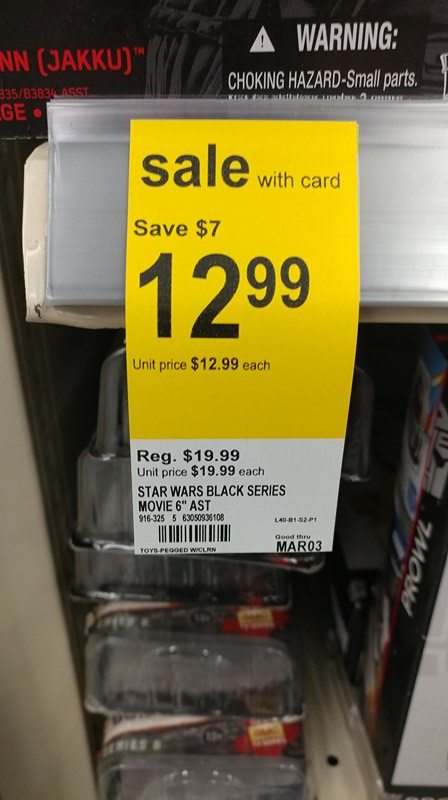 NN (JAKKU)™
835/B3834 ASST
GE •
WARNING:
CHOKING HAZARD-Small parts.
sale with card
Save $7
12 99
Unit price $12.99 each
Reg. $19.99
Unit price $19.99 each
STAR WARS BLACK SERIES
MOVIE 6" AST
916-325 5 63050936108
L40-B1-S2-P1
Good thru
MAR03
TOYS-PEGGED W/CLRN
PROWL